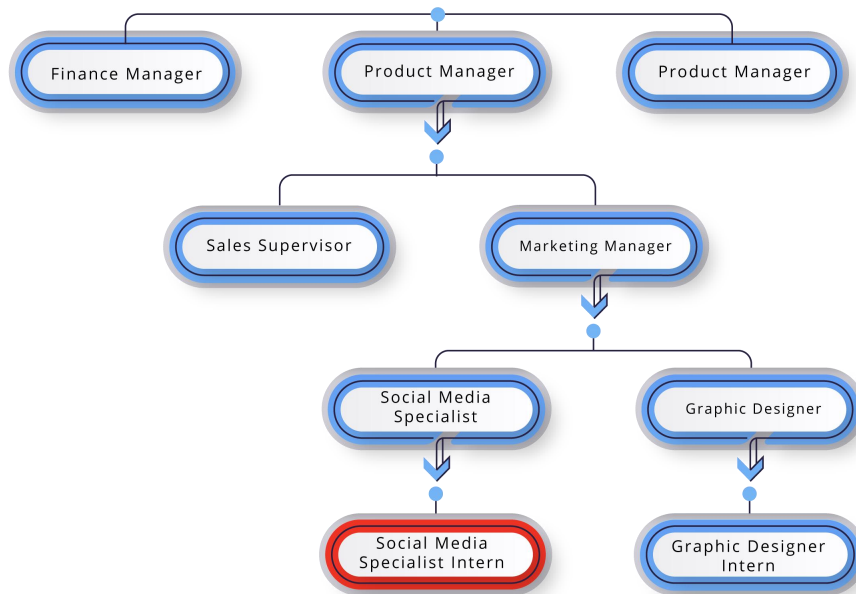 Finance Manager
Product Manager
Product Manager
Sales Supervisor
Marketing Manager
Social Media
Specialist
Graphic Designer
Social Media
Specialist Intern
Graphic Designer
Intern